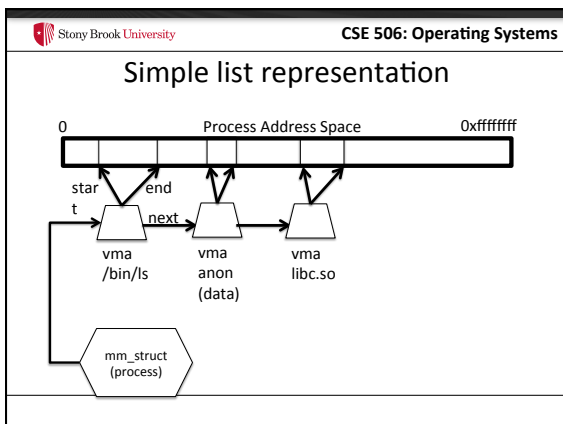 Stony Brook University
CSE 506: Operating Systems
Simple list representation
0
Process Address Space
0xffffffff
star
t
end
next
vma
/bin/ls
vma
anon
(data)
vma
libc.so
mm_struct
(process)